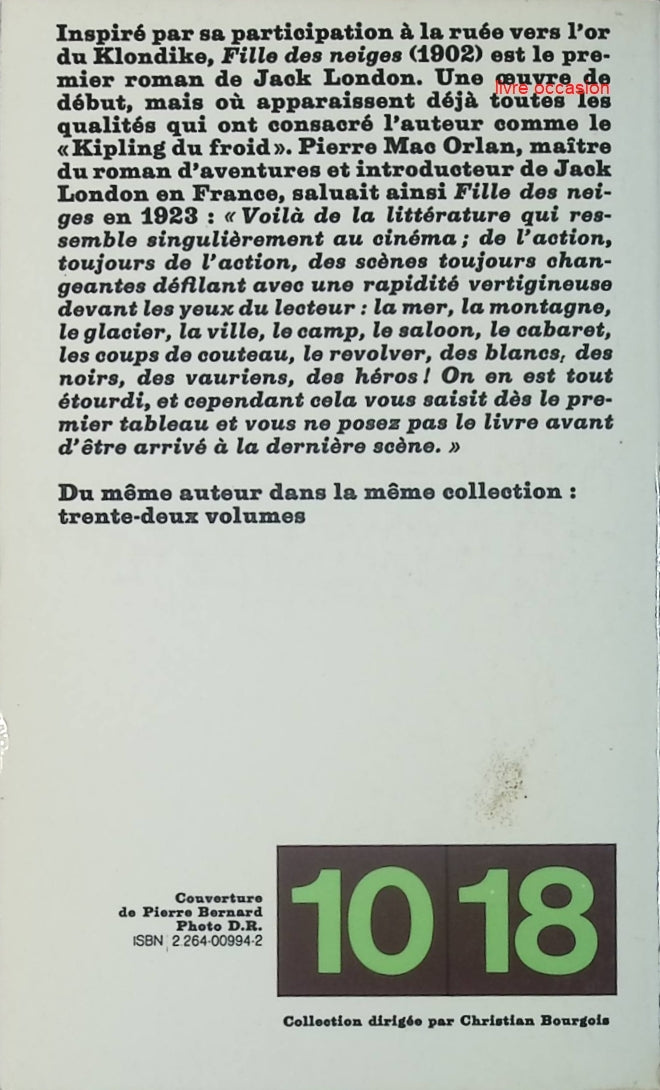 Inspiré par sa participation à la ruée vers l'or
du Klondike, Fille des neiges (1902) est le pre-
mier roman de Jack London. Une œuvre de
livre occasion
début, mais où apparaissent déjà toutes les
qualités qui ont consacré l'auteur comme le
«Kipling du froid». Pierre Mac Orlan, maître
du roman d'aventures et introducteur de Jack
London en France, saluait ainsi Fille des nei-
ges en 1923 : « Voilà de la littérature qui res-
semble singulièrement au cinéma; de l'action,
toujours de l'action, des scènes toujours chan-
geantes défilant avec une rapidité vertigineuse
devant les yeux du lecteur : la mer, la montagne,
le glacier, la ville, le camp, le saloon, le cabaret,
les coups de couteau, le revolver, des blancs, des
noirs, des vauriens, des héros! On en est tout
étourdi, et cependant cela vous saisit dès le pre-
mier tableau et vous ne posez pas le livre avant
d'être arrivé à la dernière scène. »
Du même auteur dans la même collection :
trente-deux volumes
Couverture
de Pierre Bernard
Photo D.R.
ISBN 2.264-00994-2
10 18
Collection dirigée par Christian Bourgois